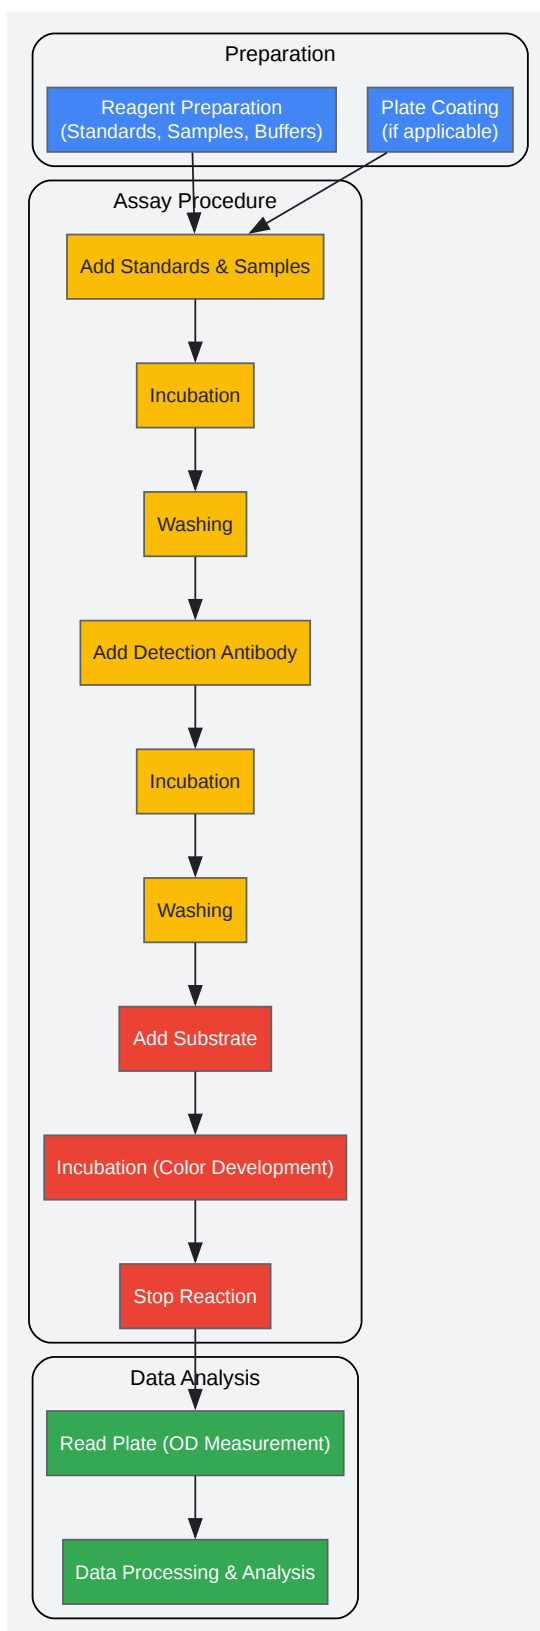 Preparation
Reagent Preparation
(Standards, Samples, Buffers)
Plate Coating
(if applicable)
Assay Procedure
Add Standards & Samples
Incubation
Washing
Add Detection Antibody
Incubation
Washing
Add Substrate
Incubation (Color Development)
Stop Reaction
Data Analysis
Read Plate (OD Measurement)
Data Processing & Analysis